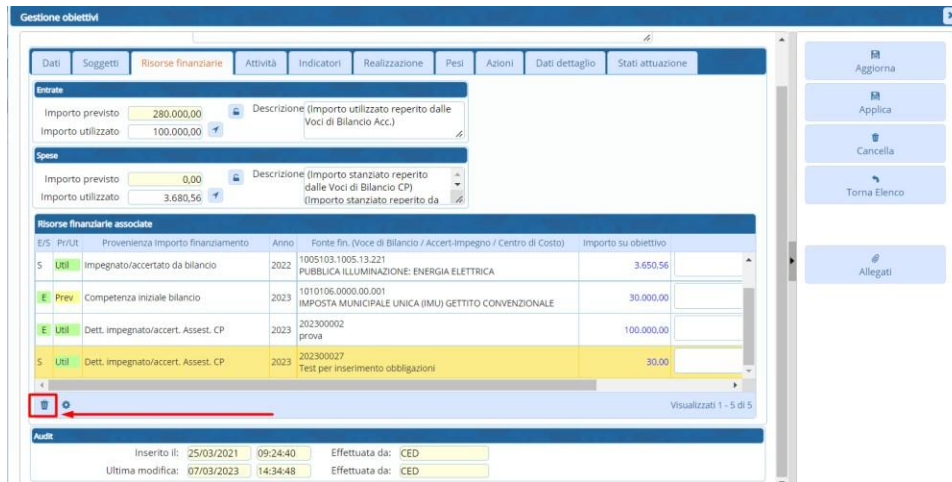 Gestione obiettivi
Dati Soggetti Risorse finanziarie Attività Indicatori Realizzazione Pesi Azioni Dati dettaglio Stati attuazione
Entrate
Importo previsto 280.000,00 Descrizione (Importo utilizzato reperito dalle
Voci di Bilancio Acc.)
Importo utilizzato 100.000,00
Spese
Importo previsto 0,00 Descrizione (Importo stanziato reperito
dalle Voci di Bilancio CP)
Importo utilizzato 3.680,56 (Importo stanziato reperito da
Risorse finanziarie associate
E/S Pr/Ut Provenienza Importo finanziamento Anno Fonte fin. (Voce di Bilancio / Accert-Impegno / Centro di Costo) Importo su obiettivo
S Util Impegnato/accertato da bilancio 2022 1005103.1005.13.221 3.650,56
PUBBLICA ILLUMINAZIONE: ENERGIA ELETTRICA
E Prev Competenza iniziale bilancio 2023 1010106.0000.00.001 30.000,00
IMPOSTA MUNICIPALE UNICA (IMU) GETTITO CONVENZIONALE
E Util Dett. impegnato/accert. Assest. CP 2023 202300002 100.000,00
prova
S Util Dett. impegnato/accert. Assest. CP 2023 202300027 30,00
Test per inserimento obbligazioni
Visualizzati 1 - 5 di 5
Audit
Inserito il: 25/03/2021 09:24:40 Effettuata da: CED
Ultima modifica: 07/03/2023 14:34:48 Effettuata da: CED
Aggiorna
Applica
Cancella
Torna Elenco
Allegati